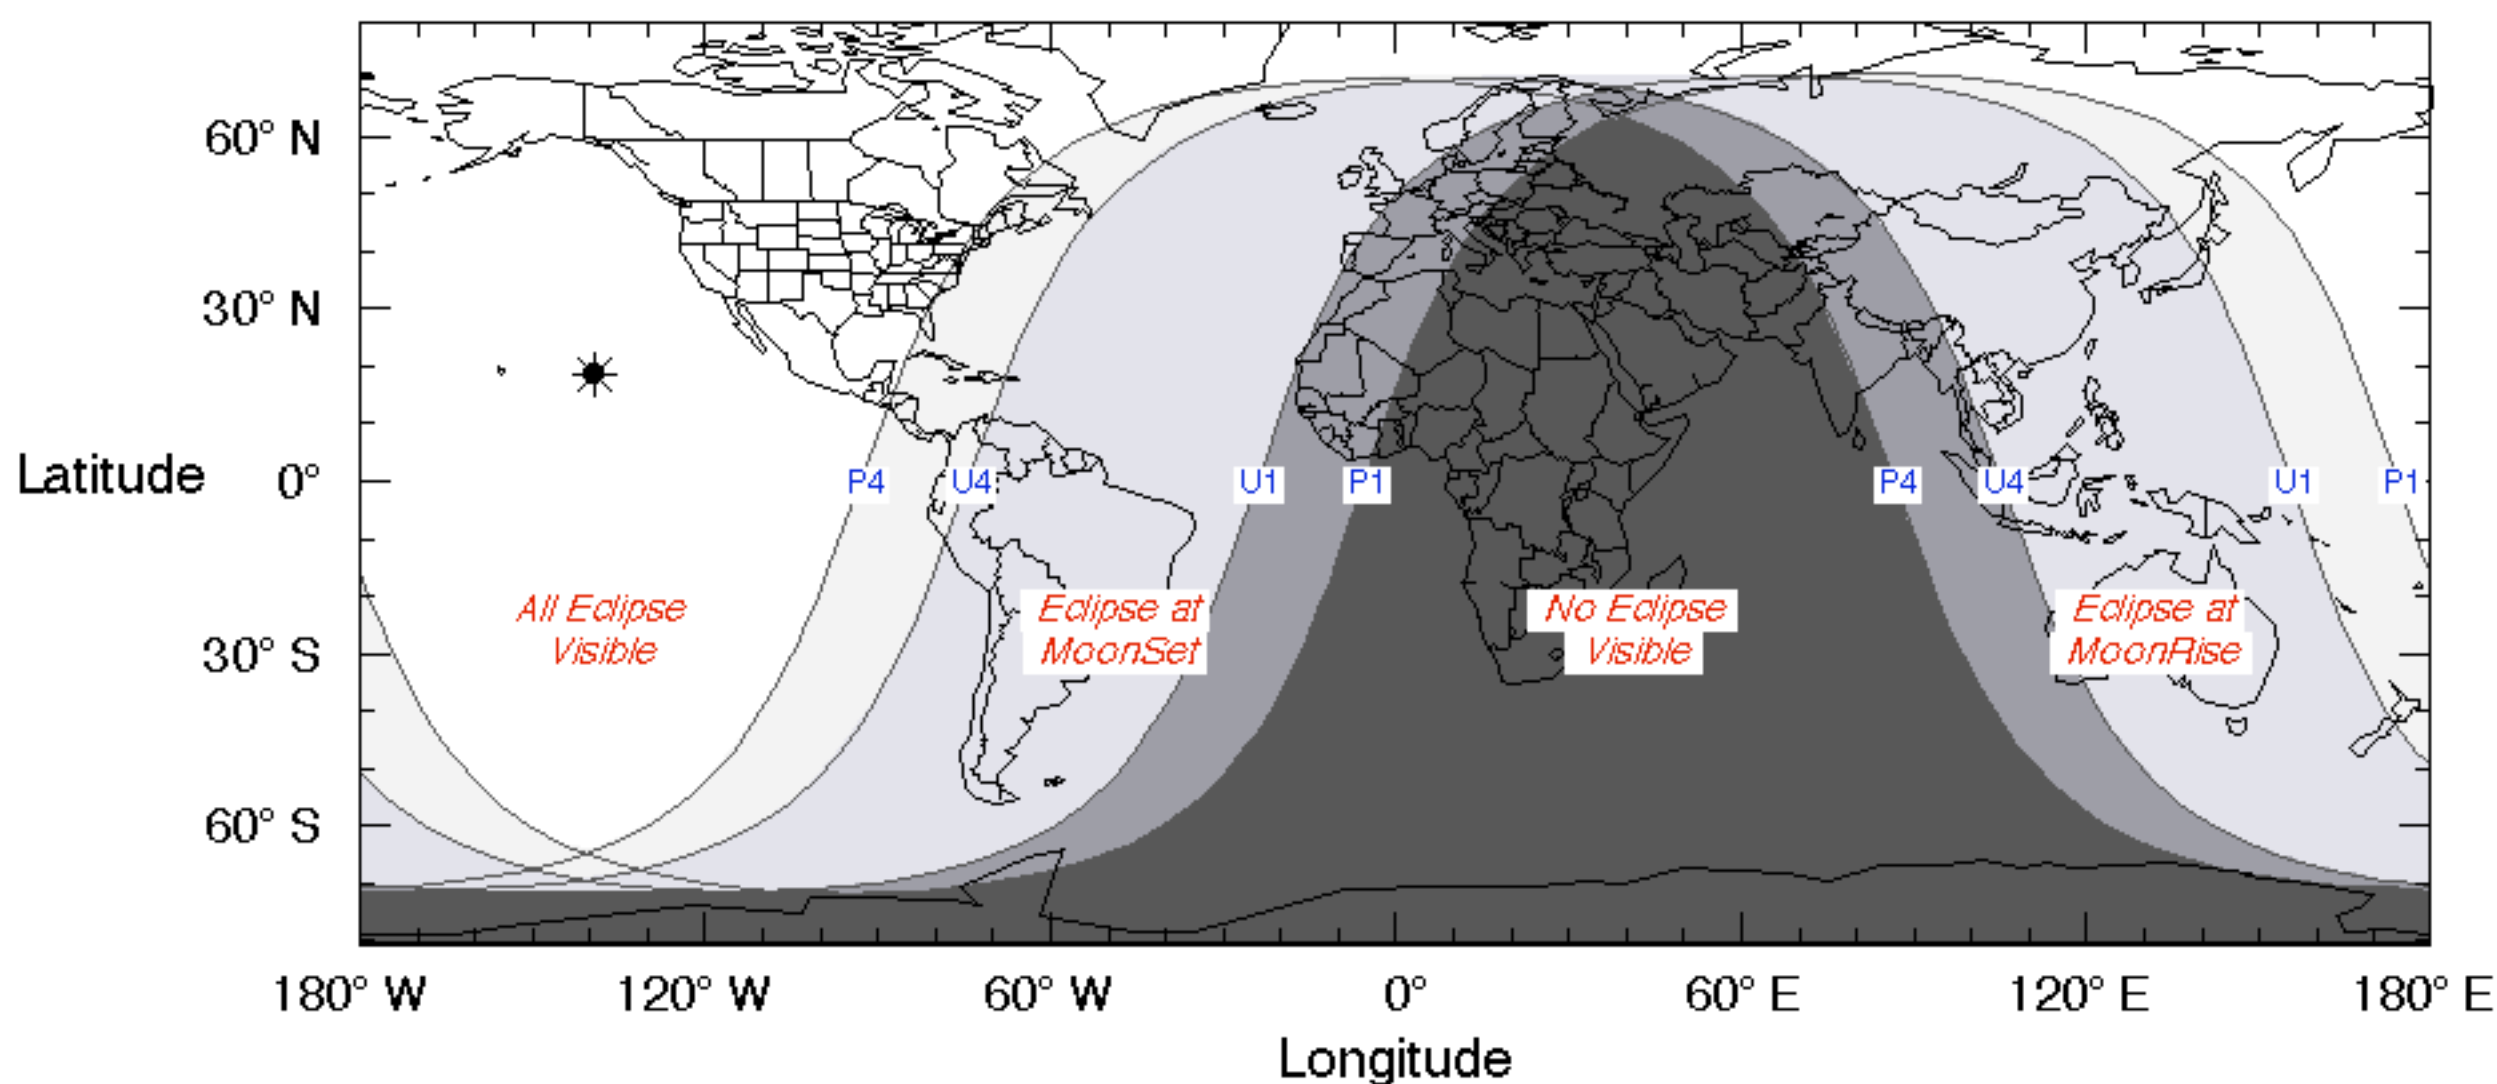 60° N
30° N
Latitude 0°
P4 U4 U1 P1 P4 U4 U1 P1
All Eclipse
Visible
Eclipse at
MoonSet
No Eclipse
Visible
Eclipse at
MoonRise
30° S
60° S
180° W 120° W 60° W 0° 60° E 120° E 180° E
Longitude